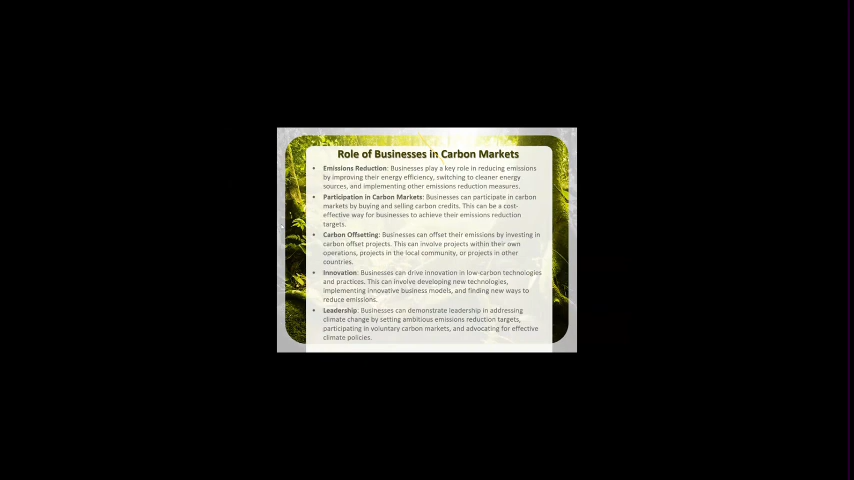 Role of Businesses in Carbon Markets
• Emissions Reduction: Businesses play a key role in reducing emissions
by improving their energy efficiency, switching to cleaner energy
sources, and implementing other emissions reduction measures.
• Participation in Carbon Markets: Businesses can participate in carbon
markets by buying and selling carbon credits. This can be a cost-
effective way for businesses to achieve their emissions reduction
targets.
• Carbon Offsetting: Businesses can offset their emissions by investing in
carbon offset projects. This can involve projects within their own
operations, projects in the local community, or projects in other
countries.
• Innovation: Businesses can drive innovation in low-carbon technologies
and practices. This can involve developing new technologies,
implementing innovative business models, and finding new ways to
reduce emissions.
• Leadership: Businesses can demonstrate leadership in addressing
climate change by setting ambitious emissions reduction targets,
participating in voluntary carbon markets, and advocating for effective
climate policies.